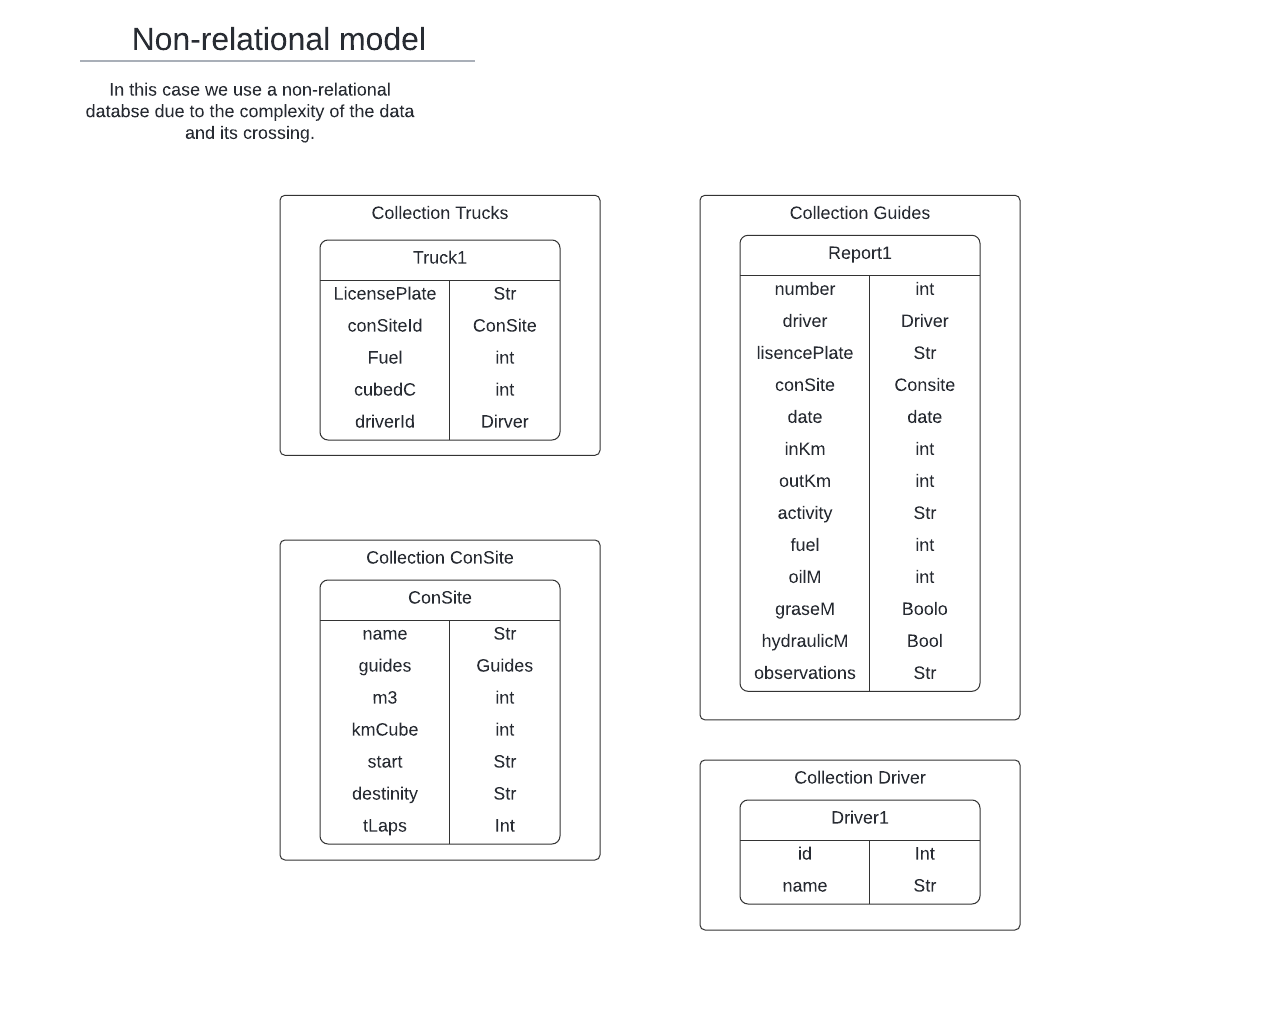 Non-relational model
In this case we use a non-relational
databse due to the complexity of the data
and its crossing.
Collection Trucks
Truck1
LicensePlate Str
conSiteId ConSite
Fuel int
cubedC int
driverId Dirver
Collection Guides
Report1
number int
driver Driver
lisencePlate Str
conSite Consite
date date
inKm int
outKm int
activity Str
fuel int
oilM int
graseM Boolo
hydraulicM Bool
observations Str
Collection ConSite
ConSite
name Str
guides Guides
m3 int
kmCube int
start Str
destinity Str
tLaps Int
Collection Driver
Driver1
id Int
name Str